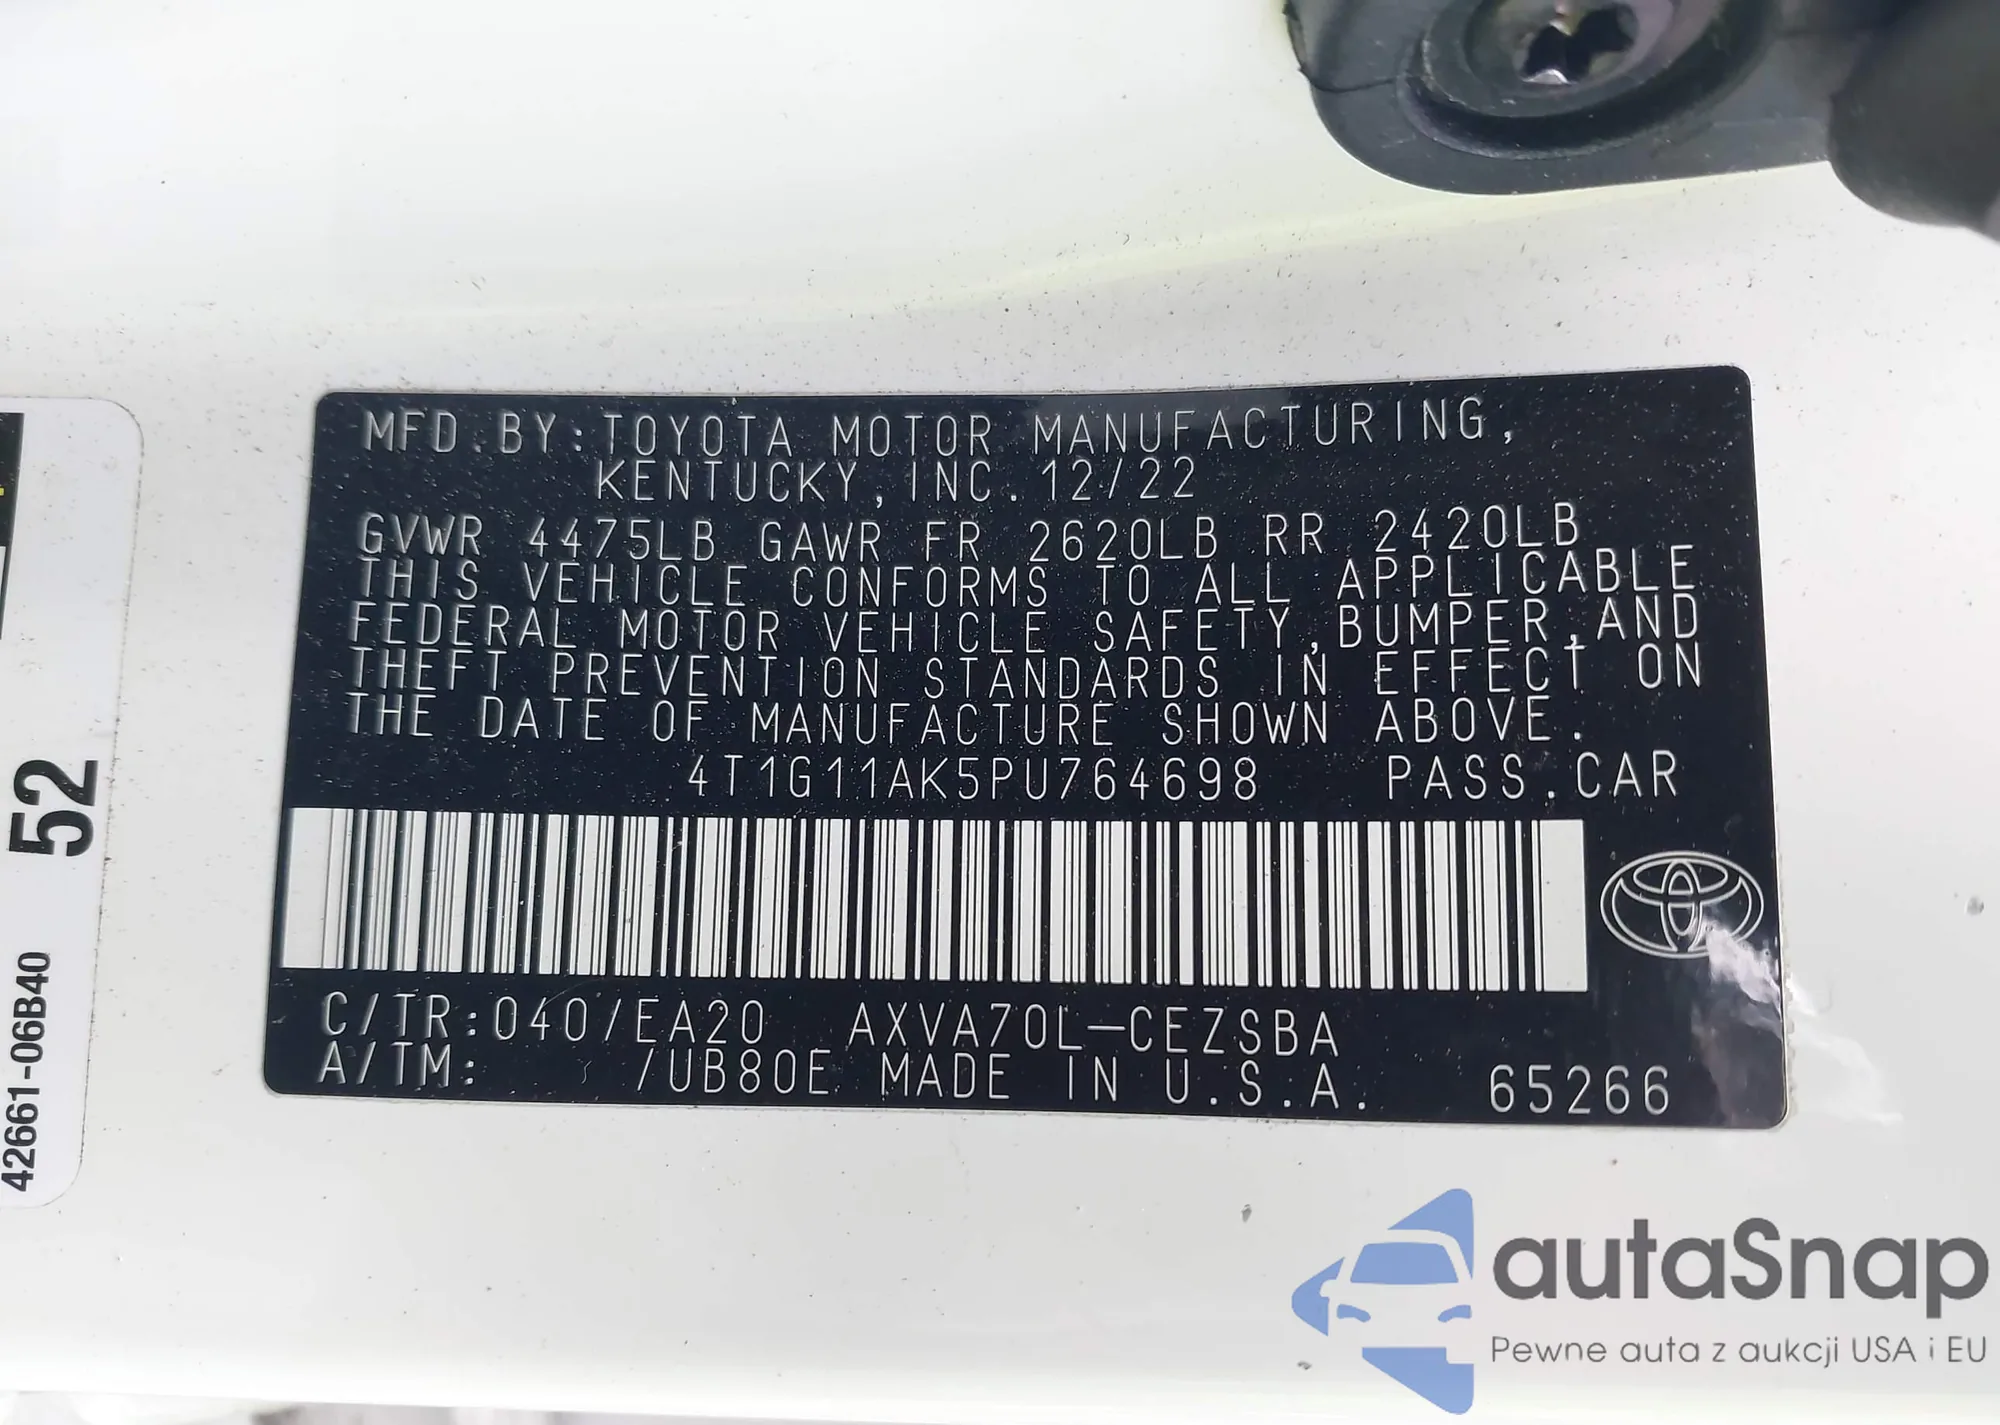 MFD.BY:TOYOTA MOTOR MANUFACTURING,
KENTUCKY,INC.12/22
GVWR 4475LB GAWR FR 2620LB RR 2420LB
THIS VEHICLE CONFORMS TO ALL APPLICABLE
FEDERAL MOTOR VEHICLE SAFETY,BUMPER,AND
THEFT PREVENTION STANDARDS IN EFFECT ON
THE DATE OF MANUFACTURE SHOWN ABOVE.
4T1G11AK5PU764698 PASS.CAR
C/TR:040/EA20 AXVA70L-CEZSBA
A/TM: /UB80E MADE IN U.S.A. 65266
52
42661-06B40
autaSnap
Pewne auta z aukcji USA i EU